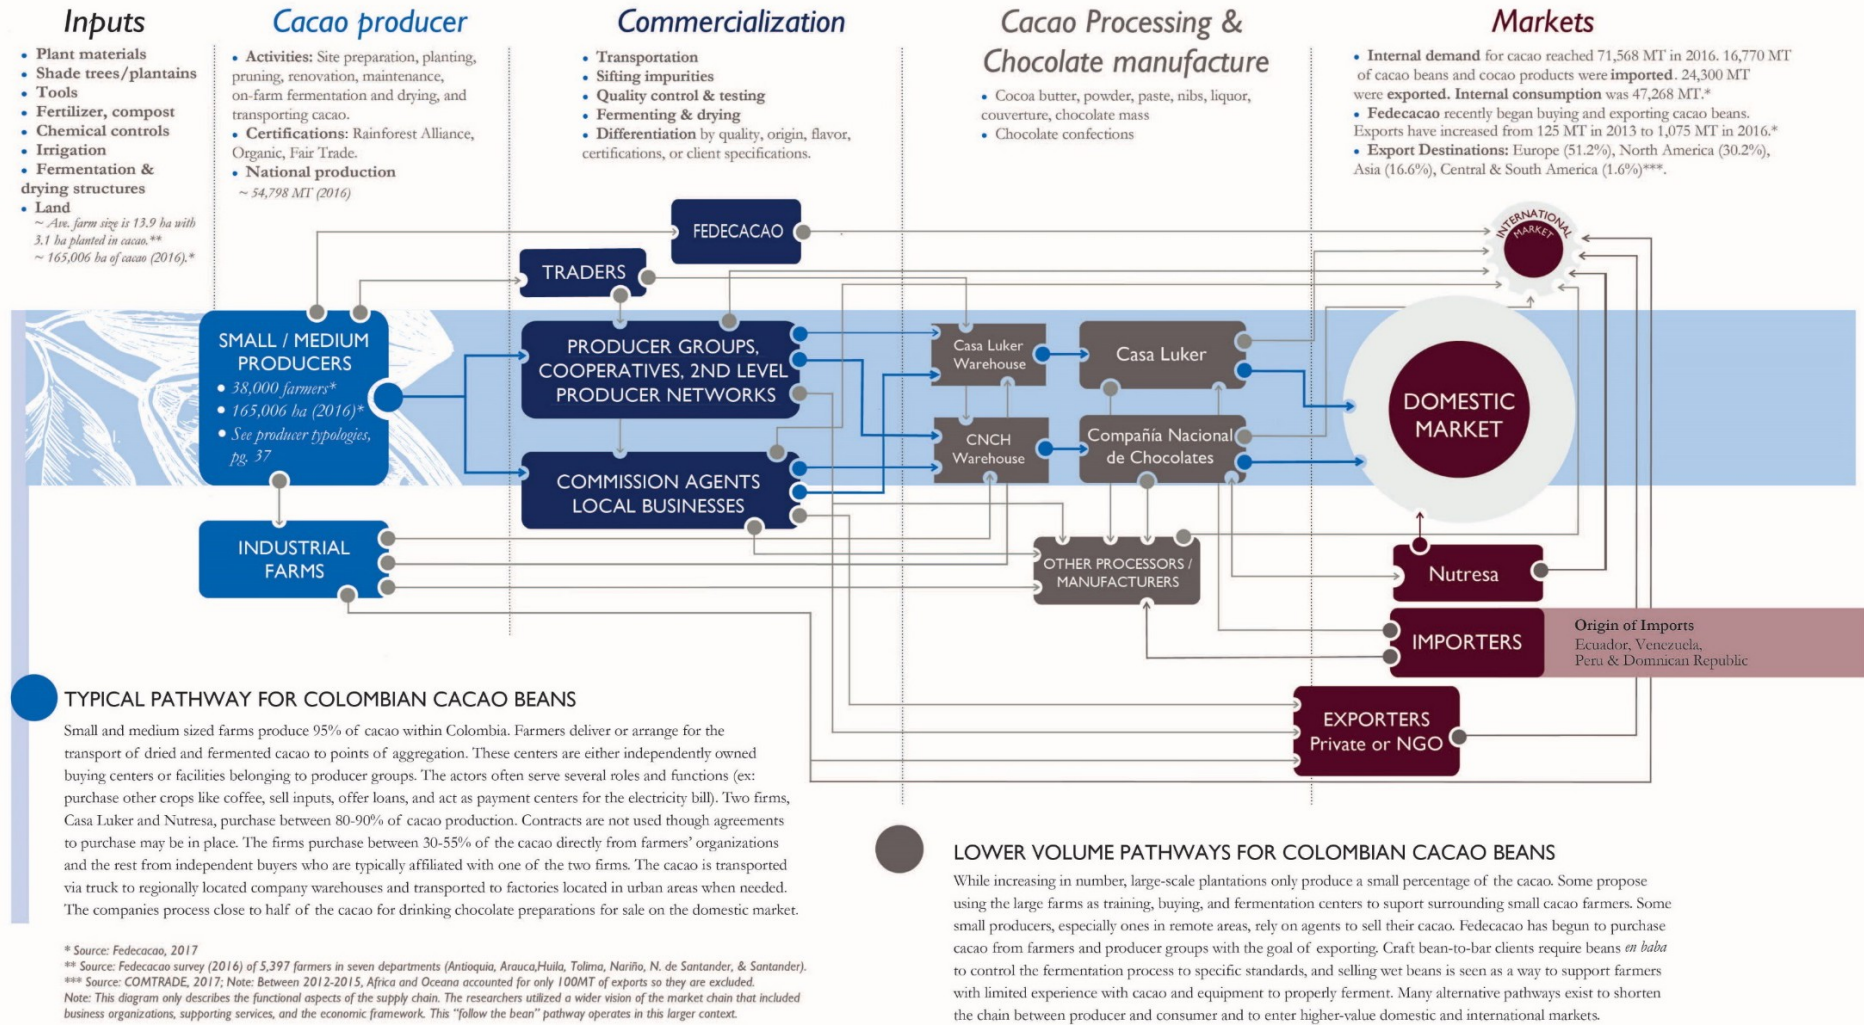 Inputs
• Plant materials
• Shade trees/plantains
• Tools
• Fertilizer, compost
• Chemical controls
• Irrigation
• Fermentation &
drying structures
• Land
~ Ave. farm size is 13.9 ha with
3.1 ha planted in cacao.**
~ 165,006 ha of cacao (2016).*
Cacao producer
• Activities: Site preparation, planting,
pruning, renovation, maintenance,
on-farm fermentation and drying, and
transporting cacao.
• Certifications: Rainforest Alliance,
Organic, Fair Trade.
• National production
~ 54,798 MT (2016)
Commercialization
• Transportation
• Sifting impurities
• Quality control & testing
• Fermenting & drying
• Differentiation by quality, origin, flavor,
certifications, or client specifications.
Cacao Processing &
Chocolate manufacture
• Cocoa butter, powder, paste, nibs, liquor,
couverture, chocolate mass
• Chocolate confections
Markets
• Internal demand for cacao reached 71,568 MT in 2016. 16,770 MT
of cacao beans and cocao products were imported. 24,300 MT
were exported. Internal consumption was 47,268 MT.*
• Fedecacao recently began buying and exporting cacao beans.
Exports have increased from 125 MT in 2013 to 1,075 MT in 2016.*
• Export Destinations: Europe (51.2%), North America (30.2%),
Asia (16.6%), Central & South America (1.6%)***.
FEDECACAO
TRADERS
INTERNATIONAL
MARKET
SMALL / MEDIUM
PRODUCERS
• 38,000 farmers*
• 165,006 ha (2016)*
• See producer typologies,
pg. 37
PRODUCER GROUPS,
COOPERATIVES, 2ND LEVEL
PRODUCER NETWORKS
Casa Luker
Warehouse
Casa Luker
DOMESTIC
MARKET
CNCH
Warehouse
Compañía Nacional
de Chocolates
COMMISSION AGENTS
LOCAL BUSINESSES
INDUSTRIAL
FARMS
OTHER PROCESSORS /
MANUFACTURERS
Nutresa
IMPORTERS
Origin of Imports
Ecuador, Venezuela,
Peru & Domnican Republic
EXPORTERS
Private or NGO
TYPICAL PATHWAY FOR COLOMBIAN CACAO BEANS
Small and medium sized farms produce 95% of cacao within Colombia. Farmers deliver or arrange for the
transport of dried and fermented cacao to points of aggregation. These centers are either independently owned
buying centers or facilities belonging to producer groups. The actors often serve several roles and functions (ex:
purchase other crops like coffee, sell inputs, offer loans, and act as payment centers for the electricity bill). Two firms,
Casa Luker and Nutresa, purchase between 80-90% of cacao production. Contracts are not used though agreements
to purchase may be in place. The firms purchase between 30-55% of the cacao directly from farmers' organizations
and the rest from independent buyers who are typically affiliated with one of the two firms. The cacao is transported
via truck to regionally located company warehouses and transported to factories located in urban areas when needed.
The companies process close to half of the cacao for drinking chocolate preparations for sale on the domestic market.
* Source: Fedecacao, 2017
** Source: Fedecacao survey (2016) of 5,397 farmers in seven departments (Antioquia, Arauca,Huila, Tolima, Nariño, N. de Santander, & Santander).
*** Source: COMTRADE, 2017; Note: Between 2012-2015, Africa and Oceana accounted for only 100MT of exports so they are excluded.
Note: This diagram only describes the functional aspects of the supply chain. The researchers utilized a wider vision of the market chain that included
business organizations, supporting services, and the economic framework. This "follow the bean" pathway operates in this larger context.
LOWER VOLUME PATHWAYS FOR COLOMBIAN CACAO BEANS
While increasing in number, large-scale plantations only produce a small percentage of the cacao. Some propose
using the large farms as training, buying, and fermentation centers to suport surrounding small cacao farmers. Some
small producers, especially ones in remote areas, rely on agents to sell their cacao. Fedecacao has begun to purchase
cacao from farmers and producer groups with the goal of exporting. Craft bean-to-bar clients require beans en baba
to control the fermentation process to specific standards, and selling wet beans is seen as a way to support farmers
with limited experience with cacao and equipment to properly ferment. Many alternative pathways exist to shorten
the chain between producer and consumer and to enter higher-value domestic and international markets.